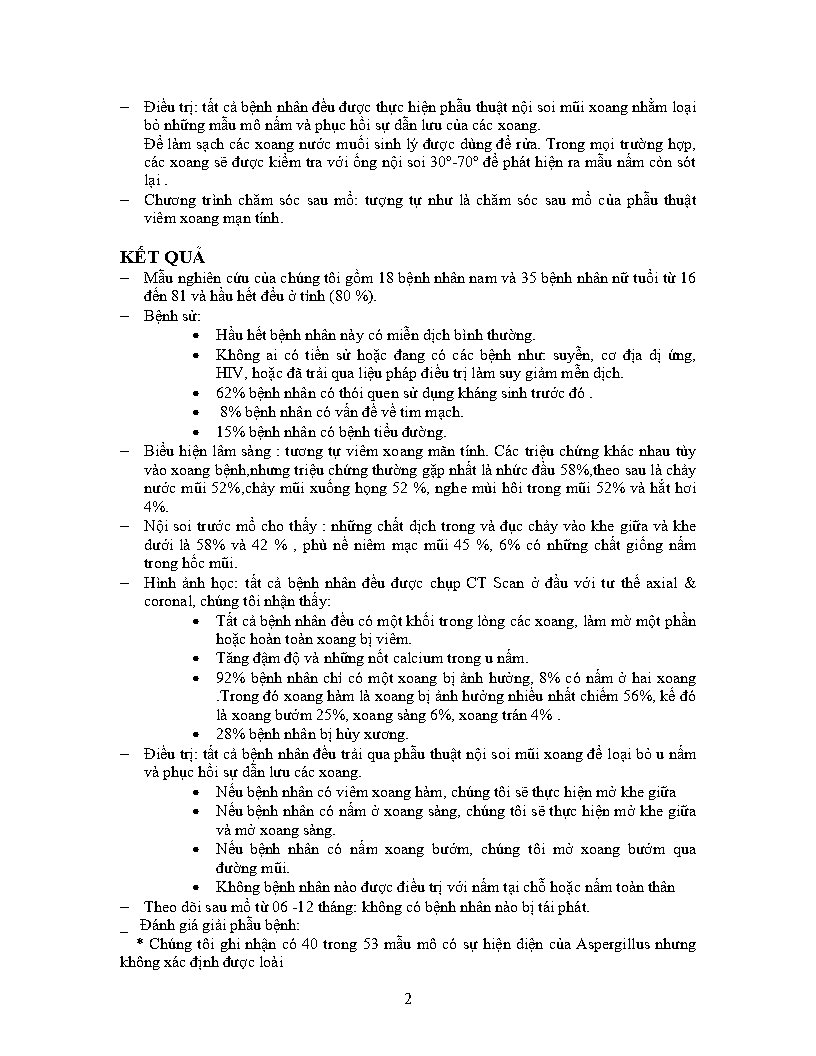 – Điều trị: tất cả bệnh nhân đều được thực hiện phẫu thuật nội soi mũi xoang nhằm loại
bỏ những mẫu mô nấm và phục hồi sự dẫn lưu của các xoang.
Để làm sạch các xoang nước muối sinh lý được dùng để rửa. Trong mọi trường hợp,
các xoang sẽ được kiểm tra với ống nội soi 30°-70° để phát hiện ra mẫu nấm còn sót
lại .
– Chương trình chăm sóc sau mổ: tượng tự như là chăm sóc sau mổ của phẫu thuật
viêm xoang mạn tính.
KẾT QUẢ
– Mẫu nghiên cứu của chúng tôi gồm 18 bệnh nhân nam và 35 bệnh nhân nữ tuổi từ 16
đến 81 và hầu hết đều ở tỉnh (80 %).
– Bệnh sử:
• Hầu hết bệnh nhân này có miễn dịch bình thường.
• Không ai có tiền sử hoặc đang có các bệnh như: suyễn, cơ địa dị ứng,
HIV, hoặc đã trải qua liệu pháp điều trị làm suy giảm mễn dịch.
• 62% bệnh nhân có thói quen sử dụng kháng sinh trước đó .
• 8% bệnh nhân có vấn đề về tim mạch.
• 15% bệnh nhân có bệnh tiểu đường.
– Biểu hiện lâm sàng : tương tự viêm xoang mãn tính. Các triệu chứng khác nhau tùy
vào xoang bệnh,nhưng triệu chứng thường gặp nhất là nhức đầu 58%,theo sau là chảy
nước mũi 52%,chảy mũi xuống họng 52 %, nghe mùi hôi trong mũi 52% và hắt hơi
4%.
– Nội soi trước mổ cho thấy : những chất dịch trong và đục chảy vào khe giữa và khe
dưới là 58% và 42 % , phù nề niêm mạc mũi 45 %, 6% có những chất giống nấm
trong hốc mũi.
– Hình ảnh học: tất cả bệnh nhân đều được chụp CT Scan ở đầu với tư thế axial &
coronal, chúng tôi nhận thấy:
• Tất cả bệnh nhân đều có một khối trong lòng các xoang, làm mờ một phần
hoặc hoàn toàn xoang bị viêm.
• Tăng đậm độ và những nốt calcium trong u nấm.
• 92% bệnh nhân chỉ có một xoang bị ảnh hưởng, 8% có nấm ở hai xoang
.Trong đó xoang hàm là xoang bị ảnh hưởng nhiều nhất chiếm 56%, kế đó
là xoang bướm 25%, xoang sàng 6%, xoang trán 4% .
• 28% bệnh nhân bị hủy xương.
– Điều trị: tất cả bệnh nhân đều trải qua phẫu thuật nội soi mũi xoang để loại bỏ u nấm
và phục hồi sự dẫn lưu các xoang.
• Nếu bệnh nhân có viêm xoang hàm, chúng tôi sẽ thực hiện mở khe giữa
• Nếu bệnh nhân có nấm ở xoang sàng, chúng tôi sẽ thực hiện mở khe giữa
và mở xoang sàng.
• Nếu bệnh nhân có nấm xoang bướm, chúng tôi mở xoang bướm qua
đường mũi.
• Không bệnh nhân nào được điều trị với nấm tại chỗ hoặc nấm toàn thân
– Theo dõi sau mổ từ 06 -12 tháng: không có bệnh nhân nào bị tái phát.
_ Đánh giá giải phẫu bệnh:
* Chúng tôi ghi nhận có 40 trong 53 mẫu mô có sự hiện diện của Aspergillus nhưng
không xác định được loài
2